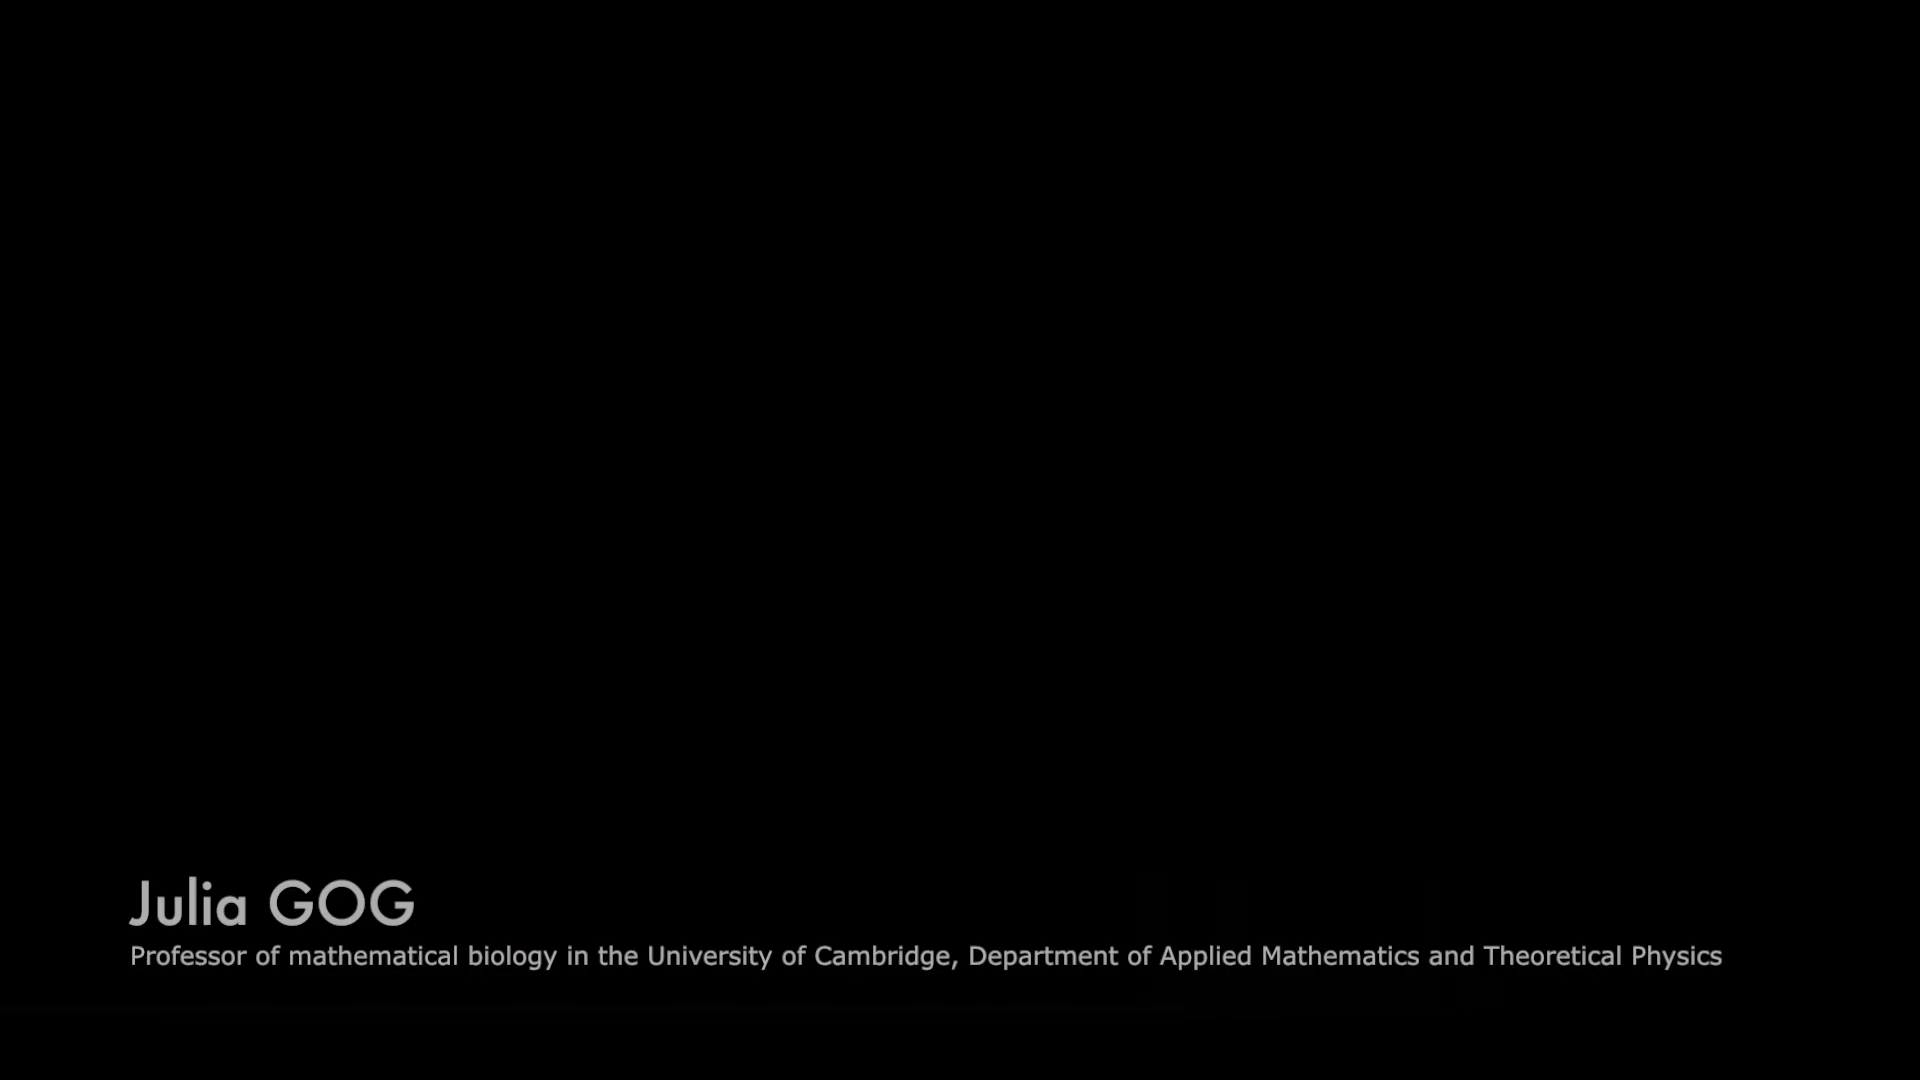 Julia GOG
Professor of mathematical biology in the University of Cambridge, Department of Applied Mathematics and Theoretical Physics